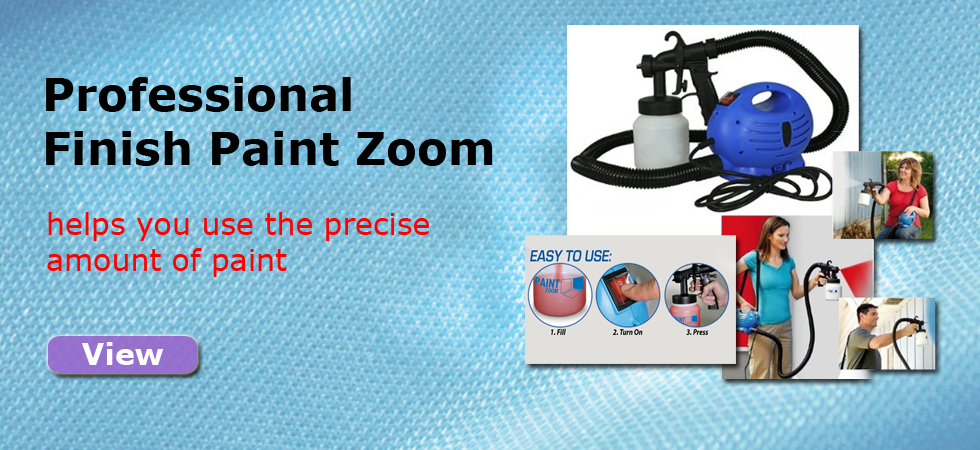 Professional
Finish Paint Zoom
helps you use the precise
amount of paint
View
EASY TO USE:
PAINT
ZOOM
1. Fill
2. Turn On
PAINT
3. Press